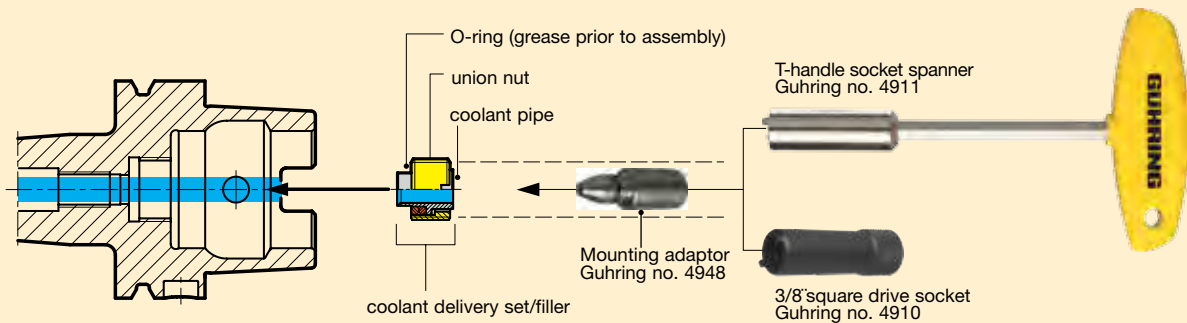 O-ring (grease prior to assembly)
union nut
coolant pipe
coolant delivery set/filler
Mounting adaptor
Guhring no. 4948
T-handle socket spanner
Guhring no. 4911
GUHRING
3/8¨square drive socket
Guhring no. 4910